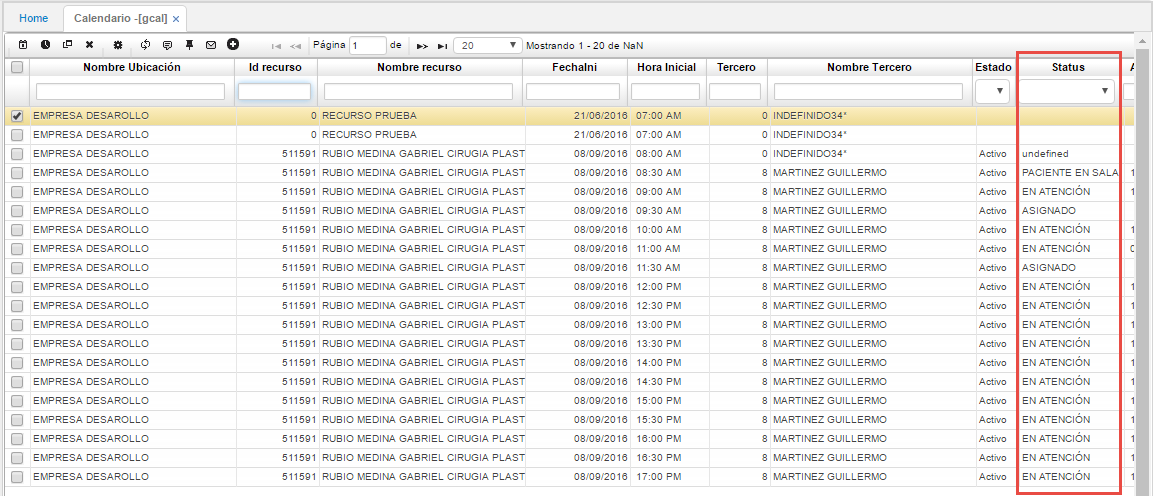 Home Calendario -[gcal] ×
Página 1 de 20 Mostrando 1 - 20 de NaN
Nombre Ubicación Id recurso Nombre recurso FechaIni Hora Inicial Tercero Nombre Tercero Estado Status A
EMPRESA DESAROLLO 0 RECURSO PRUEBA 21/06/2016 07:00 AM 0 INDEFINIDO34*
EMPRESA DESAROLLO 0 RECURSO PRUEBA 21/06/2016 07:00 AM 0 INDEFINIDO34*
EMPRESA DESAROLLO 511591 RUBIO MEDINA GABRIEL CIRUGIA PLAST 08/09/2016 08:00 AM 0 INDEFINIDO34* Activo undefined
EMPRESA DESAROLLO 511591 RUBIO MEDINA GABRIEL CIRUGIA PLAST 08/09/2016 08:30 AM 8 MARTINEZ GUILLERMO Activo PACIENTE EN SALA 1
EMPRESA DESAROLLO 511591 RUBIO MEDINA GABRIEL CIRUGIA PLAST 08/09/2016 09:00 AM 8 MARTINEZ GUILLERMO Activo EN ATENCIÓN 1
EMPRESA DESAROLLO 511591 RUBIO MEDINA GABRIEL CIRUGIA PLAST 08/09/2016 09:30 AM 8 MARTINEZ GUILLERMO Activo ASIGNADO
EMPRESA DESAROLLO 511591 RUBIO MEDINA GABRIEL CIRUGIA PLAST 08/09/2016 10:00 AM 8 MARTINEZ GUILLERMO Activo EN ATENCIÓN 1
EMPRESA DESAROLLO 511591 RUBIO MEDINA GABRIEL CIRUGIA PLAST 08/09/2016 11:00 AM 8 MARTINEZ GUILLERMO Activo EN ATENCIÓN 0
EMPRESA DESAROLLO 511591 RUBIO MEDINA GABRIEL CIRUGIA PLAST 08/09/2016 11:30 AM 8 MARTINEZ GUILLERMO Activo ASIGNADO
EMPRESA DESAROLLO 511591 RUBIO MEDINA GABRIEL CIRUGIA PLAST 08/09/2016 12:00 PM 8 MARTINEZ GUILLERMO Activo EN ATENCIÓN 1
EMPRESA DESAROLLO 511591 RUBIO MEDINA GABRIEL CIRUGIA PLAST 08/09/2016 12:30 PM 8 MARTINEZ GUILLERMO Activo EN ATENCIÓN 1
EMPRESA DESAROLLO 511591 RUBIO MEDINA GABRIEL CIRUGIA PLAST 08/09/2016 13:00 PM 8 MARTINEZ GUILLERMO Activo EN ATENCIÓN 1
EMPRESA DESAROLLO 511591 RUBIO MEDINA GABRIEL CIRUGIA PLAST 08/09/2016 13:30 PM 8 MARTINEZ GUILLERMO Activo EN ATENCIÓN 1
EMPRESA DESAROLLO 511591 RUBIO MEDINA GABRIEL CIRUGIA PLAST 08/09/2016 14:00 PM 8 MARTINEZ GUILLERMO Activo EN ATENCIÓN 1
EMPRESA DESAROLLO 511591 RUBIO MEDINA GABRIEL CIRUGIA PLAST 08/09/2016 14:30 PM 8 MARTINEZ GUILLERMO Activo EN ATENCIÓN 1
EMPRESA DESAROLLO 511591 RUBIO MEDINA GABRIEL CIRUGIA PLAST 08/09/2016 15:00 PM 8 MARTINEZ GUILLERMO Activo EN ATENCIÓN 1
EMPRESA DESAROLLO 511591 RUBIO MEDINA GABRIEL CIRUGIA PLAST 08/09/2016 15:30 PM 8 MARTINEZ GUILLERMO Activo EN ATENCIÓN 1
EMPRESA DESAROLLO 511591 RUBIO MEDINA GABRIEL CIRUGIA PLAST 08/09/2016 16:00 PM 8 MARTINEZ GUILLERMO Activo EN ATENCIÓN 1
EMPRESA DESAROLLO 511591 RUBIO MEDINA GABRIEL CIRUGIA PLAST 08/09/2016 16:30 PM 8 MARTINEZ GUILLERMO Activo EN ATENCIÓN 1
EMPRESA DESAROLLO 511591 RUBIO MEDINA GABRIEL CIRUGIA PLAST 08/09/2016 17:00 PM 8 MARTINEZ GUILLERMO Activo EN ATENCIÓN 1